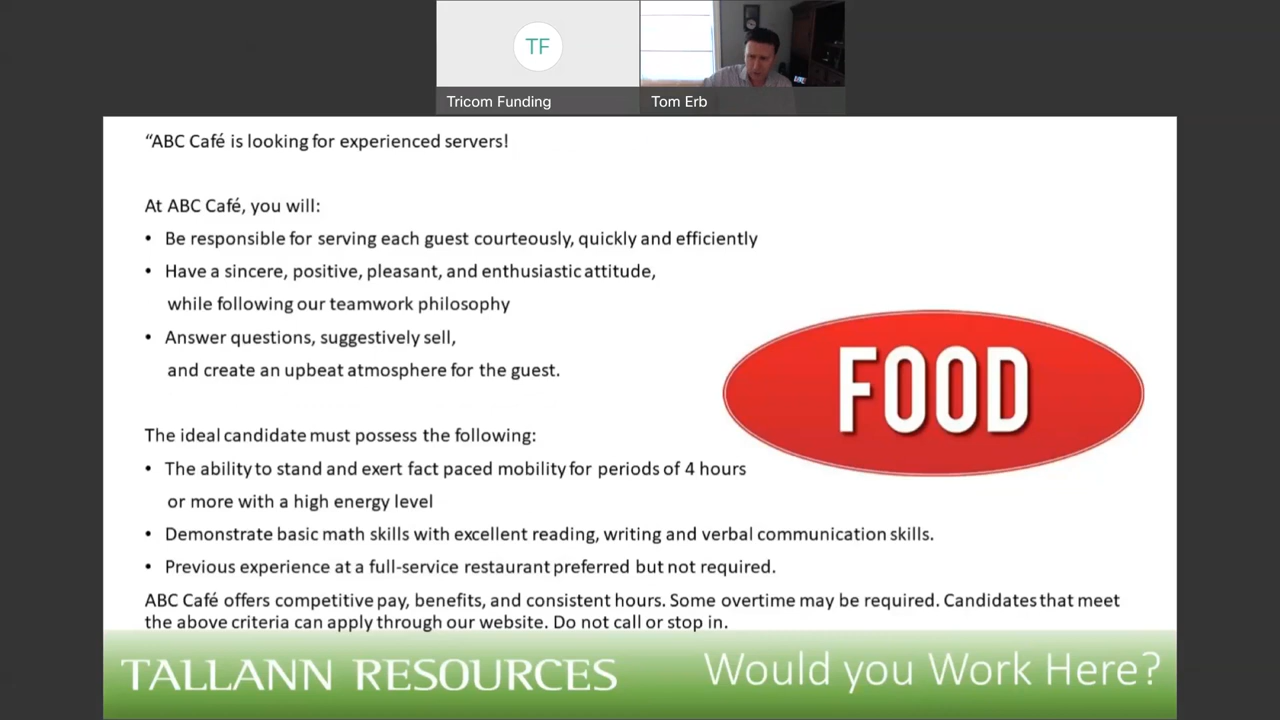 TF
Tricom Funding
Tom Erb
“ABC Café is looking for experienced servers!
At ABC Café, you will:
• Be responsible for serving each guest courteously, quickly and efficiently
• Have a sincere, positive, pleasant, and enthusiastic attitude,
while following our teamwork philosophy
• Answer questions, suggestively sell,
and create an upbeat atmosphere for the guest.
FOOD
The ideal candidate must possess the following:
• The ability to stand and exert fact paced mobility for periods of 4 hours
or more with a high energy level
• Demonstrate basic math skills with excellent reading, writing and verbal communication skills.
• Previous experience at a full-service restaurant preferred but not required.
ABC Café offers competitive pay, benefits, and consistent hours. Some overtime may be required. Candidates that meet
the above criteria can apply through our website. Do not call or stop in.
TALLANN RESOURCES
Would you Work Here?